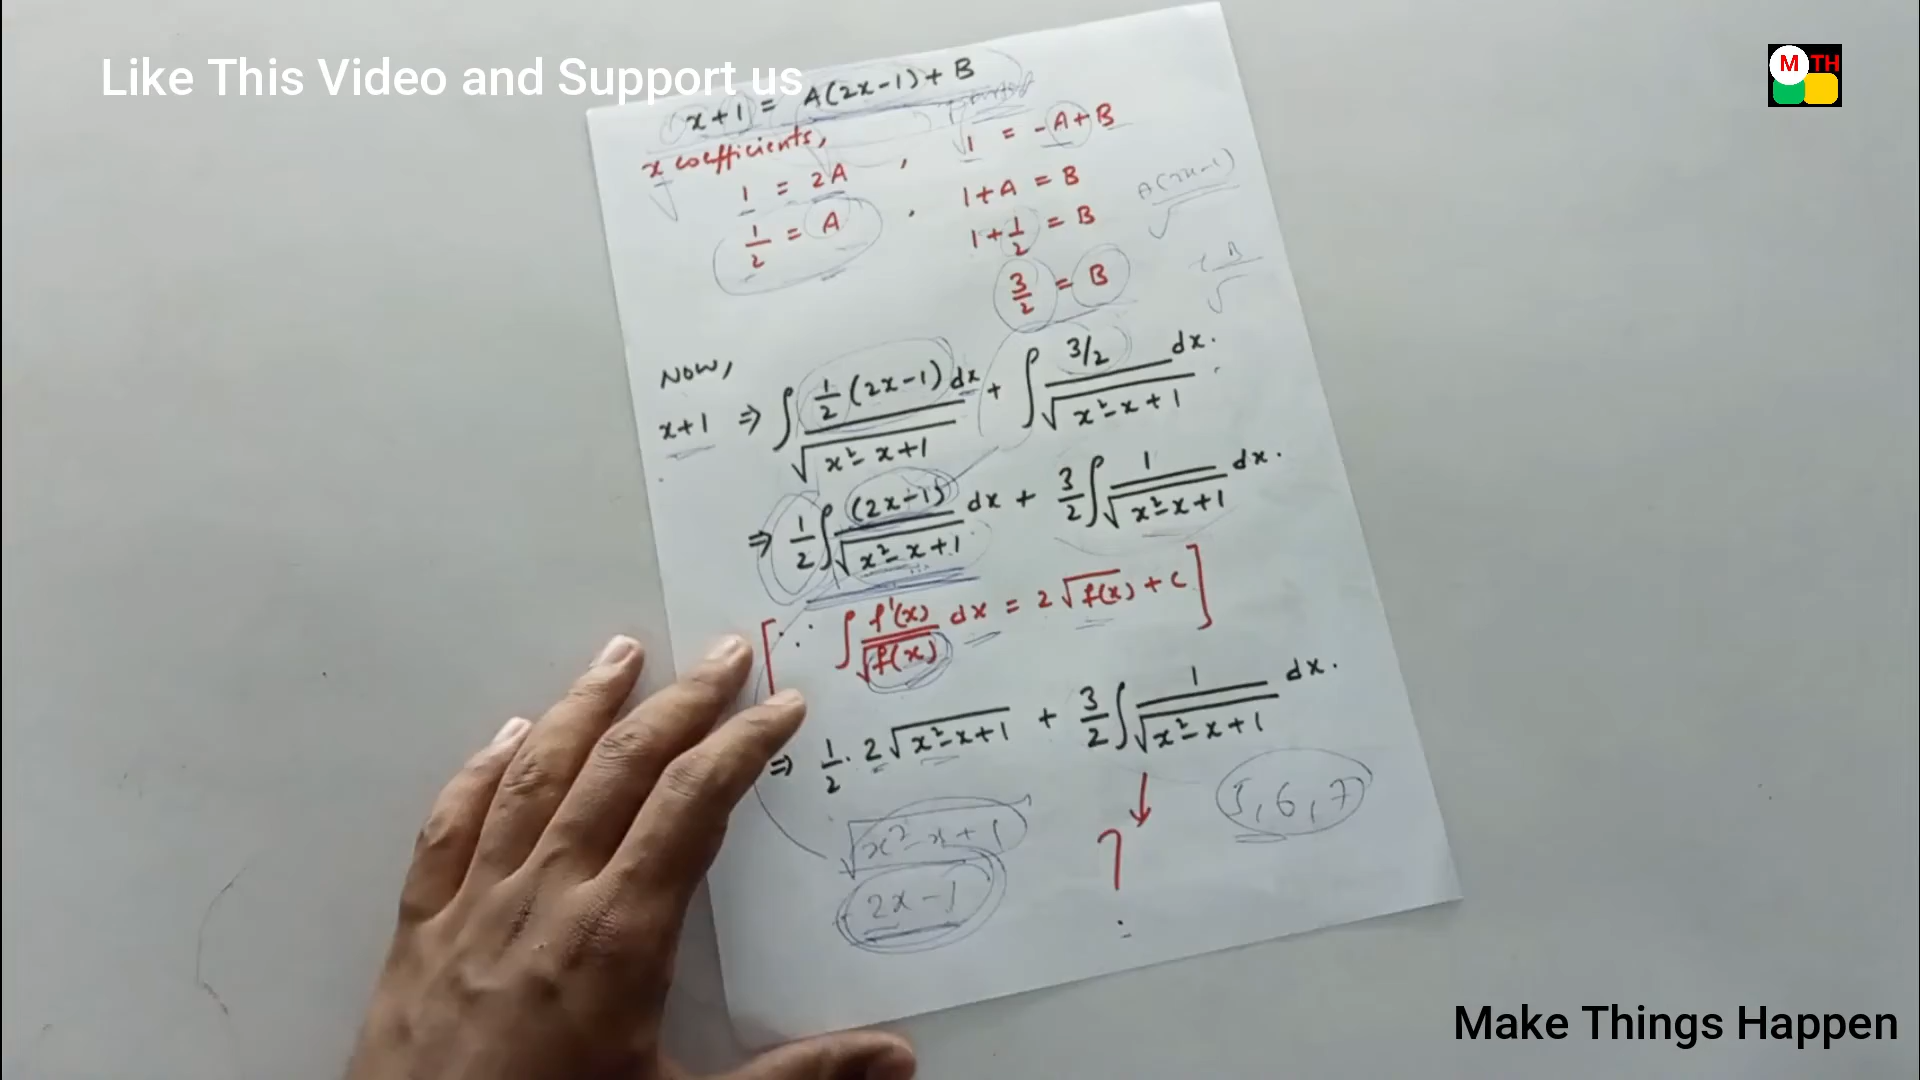 Like This Video and Support us
M TH
x+1 = A(2x-1)+B
x coefficients,
1 = 2A , 1 = -A+B
1/2 = A , 1+A = B
1+1/2 = B
3/2 = B
A(2x-1)
√
B
√
Now,
x+1 ⇒ ∫ 1/2 (2x-1) dx / √(x²-x+1) + ∫ 3/2 dx. / √(x²-x+1)
⇒ 1/2 ∫ (2x-1) / √(x²-x+1) dx + 3/2 ∫ 1 / √(x²-x+1) dx.
[∵ ∫ f'(x)/√f(x) dx = 2√f(x) + c]
⇒ 1/2 . 2√(x²-x+1) + 3/2 ∫ 1 / √(x²-x+1) dx.
↓
?
5, 6, 7
√(x²-x+1)
2x-1
Make Things Happen